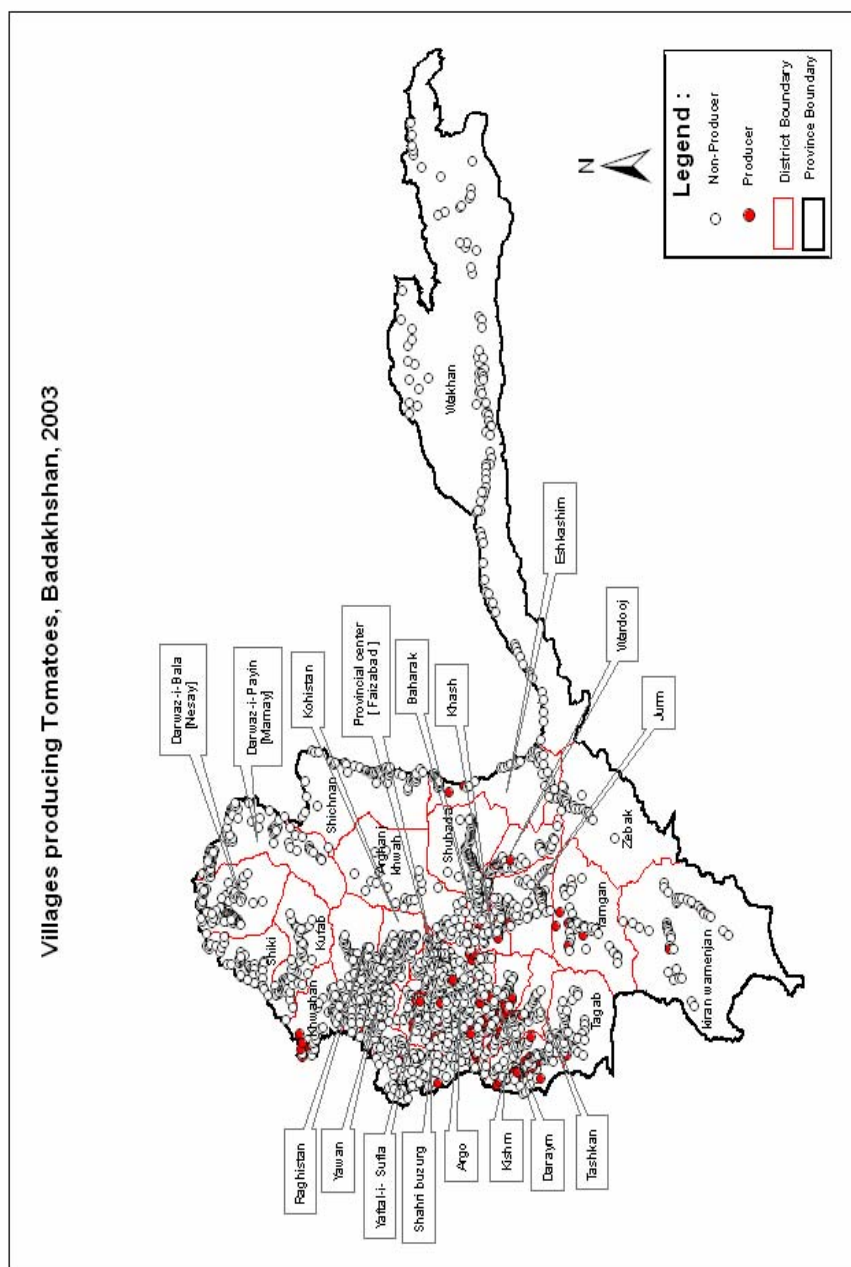 Villages producing Tomatoes, Badakhshan, 2003
Darwaz-i-Bala
[Nesay]
Darwaz-i-Payin
[Mamay]
Kohistan
Provincial center
[ Faizabad ]
Baharak
Khash
Eshkashim
Wardooj
Jurm
Raghistan
Yawan
Yaftal-i- Sufla
Shahri buzurg
Argo
Kishm
Daraym
Tashkan
Shiki
Kufab
Khwahan
Shichnan
Arghanj
khwah
Shuhada
Wakhan
Zebak
Yamgan
Tagab
kiran wamenjan
N
Legend :
Non-Producer
Producer
District Boundary
Province Boundary